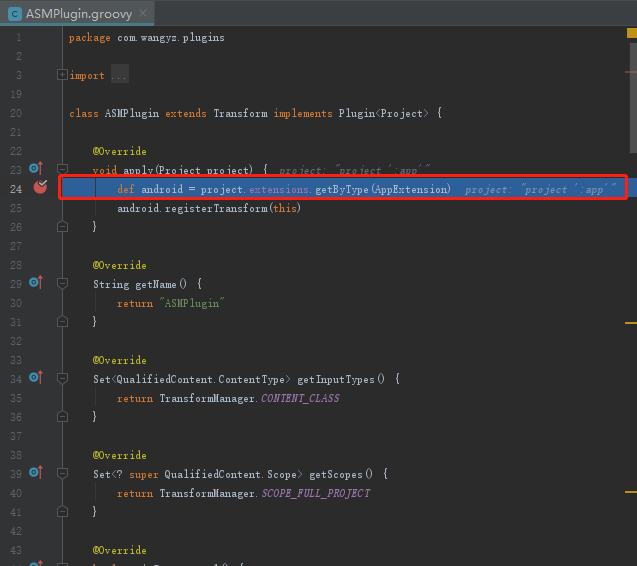 ASMPlugin.groovy
1 package com.wangyz.plugins
2
3 import ...
19
20 class ASMPlugin extends Transform implements Plugin<Project> {
21
22 @Override
23 void apply(Project project) { project: "project ':app'"
24 def android = project.extensions.getByType(AppExtension) project: "project ':app'"
25 android.registerTransform(this)
26 }
27
28 @Override
29 String getName() {
30 return "ASMPlugin"
31 }
32
33 @Override
34 Set<QualifiedContent.ContentType> getInputTypes() {
35 return TransformManager.CONTENT_CLASS
36 }
37
38 @Override
39 Set<? super QualifiedContent.Scope> getScopes() {
40 return TransformManager.SCOPE_FULL_PROJECT
41 }
42
43 @Override